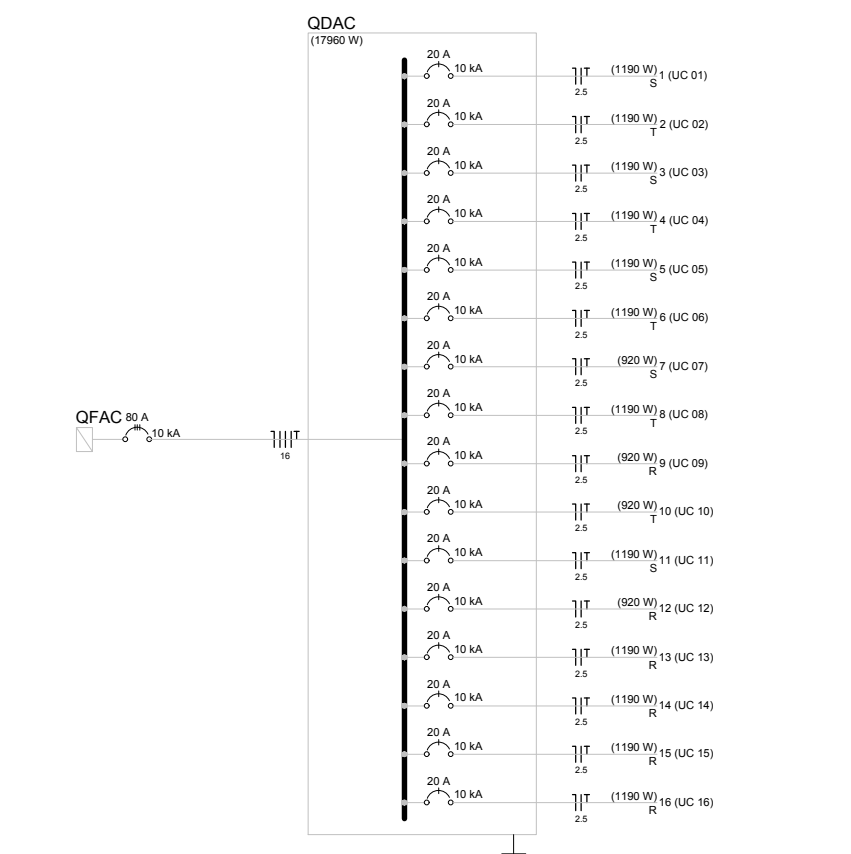 QDAC
(17960 W)
20 A
10 kA
(1190 W)
1 (UC 01)
S
2.5
20 A
10 kA
(1190 W)
2 (UC 02)
T
2.5
20 A
10 kA
(1190 W)
3 (UC 03)
S
2.5
20 A
10 kA
(1190 W)
4 (UC 04)
T
2.5
20 A
10 kA
(1190 W)
5 (UC 05)
S
2.5
20 A
10 kA
(1190 W)
6 (UC 06)
T
2.5
20 A
10 kA
(920 W)
7 (UC 07)
S
2.5
20 A
10 kA
(1190 W)
8 (UC 08)
T
2.5
QFAC
80 A
10 kA
16
20 A
10 kA
(920 W)
9 (UC 09)
R
2.5
20 A
10 kA
(920 W)
10 (UC 10)
T
2.5
20 A
10 kA
(1190 W)
11 (UC 11)
S
2.5
20 A
10 kA
(920 W)
12 (UC 12)
R
2.5
20 A
10 kA
(1190 W)
13 (UC 13)
R
2.5
20 A
10 kA
(1190 W)
14 (UC 14)
R
2.5
20 A
10 kA
(1190 W)
15 (UC 15)
R
2.5
20 A
10 kA
(1190 W)
16 (UC 16)
R
2.5